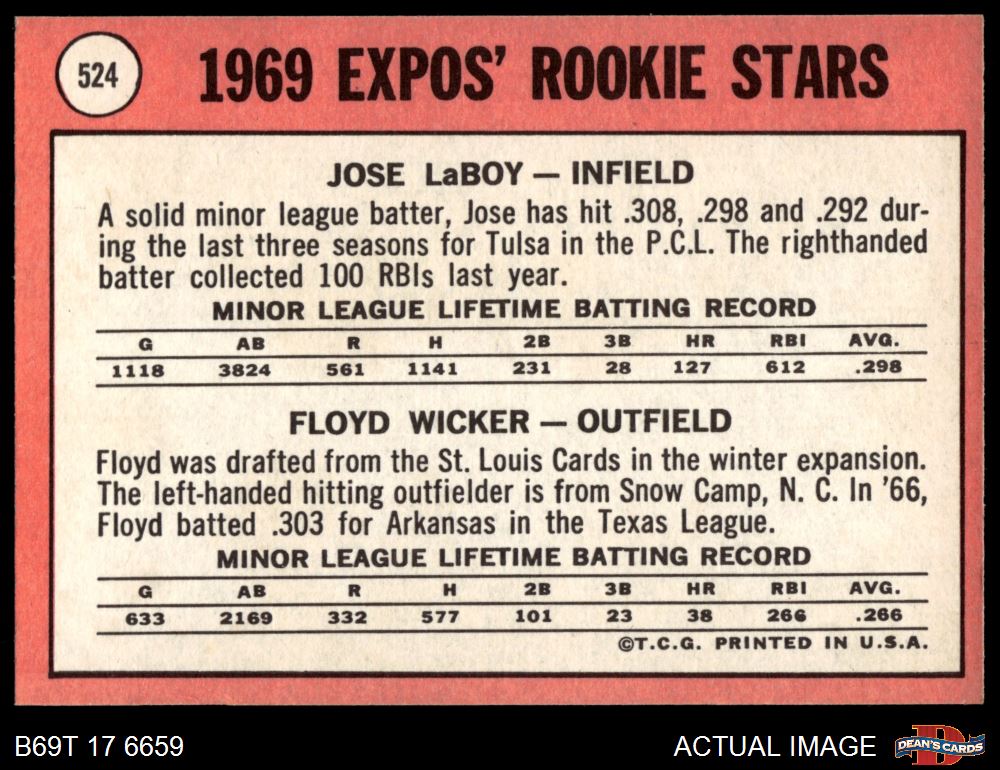 524
1969 EXPOS' ROOKIE STARS
JOSE LaBOY — INFIELD
A solid minor league batter, Jose has hit .308, .298 and .292 dur-
ing the last three seasons for Tulsa in the P.C.L. The righthanded
batter collected 100 RBIs last year.
MINOR LEAGUE LIFETIME BATTING RECORD
G AB R H 2B 3B HR RBI AVG.
1118 3824 561 1141 231 28 127 612 .298
FLOYD WICKER — OUTFIELD
Floyd was drafted from the St. Louis Cards in the winter expansion.
The left-handed hitting outfielder is from Snow Camp, N. C. In '66,
Floyd batted .303 for Arkansas in the Texas League.
MINOR LEAGUE LIFETIME BATTING RECORD
G AB R H 2B 3B HR RBI AVG.
633 2169 332 577 101 23 38 266 .266
©T.C.G. PRINTED IN U.S.A.
B69T 17 6659 ACTUAL IMAGE DEAN'S CARDS